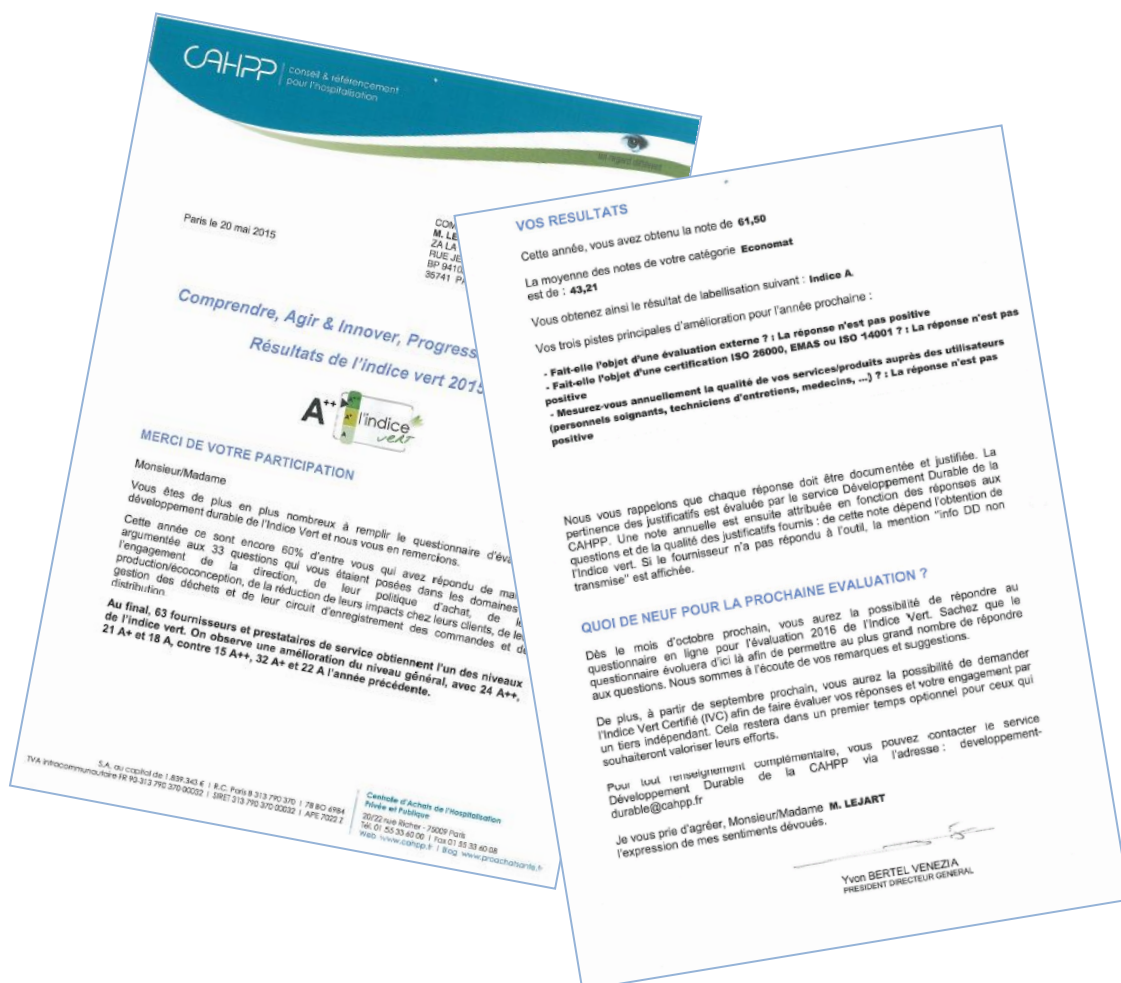 CAHPP conseil & référencement
pour l'hospitalisation
un regard différent
Paris le 20 mai 2015
M. LE
ZA LA
RUE JE
BP 9410
35741 PA
Comprendre, Agir & Innover, Progress
Résultats de l'indice vert 2015
A++ l'indice
vert
MERCI DE VOTRE PARTICIPATION
Monsieur/Madame
Vous êtes de plus en plus nombreux à remplir le questionnaire d'éva
développement durable de l'Indice Vert et nous vous en remercions.
Cette année ce sont encore 60% d'entre vous qui avez répondu de ma
argumentée aux 33 questions qui vous étaient posées dans les domaines
l'engagement de la direction, de leur politique d'achat, de le
production/écoconception, de la réduction de leurs impacts chez leurs clients, de le
gestion des déchets et de leur circuit d'enregistrement des commandes et de
distribution.
Au final, 63 fournisseurs et prestataires de service obtiennent l'un des niveaux
de l'indice vert. On observe une amélioration du niveau général, avec 24 A++,
21 A+ et 18 A, contre 15 A++, 32 A+ et 22 A l'année précédente.
S.A. au capital de 1.839.343 € | R.C. Paris B 313 790 370 | 78 BO 6984
TVA intracommunautaire FR 90-313 790 370 00032 | SIRET 313 790 370 00032 | APE 7022 Z
Centrale d'Achats de l'Hospitalisation
Privée et Publique
20/22 rue Richer - 75009 Paris
Tél. 01 55 33 60 00 | Fax 01 55 33 60 08
Web www.cahpp.fr | Blog www.proachatsante.fr
VOS RESULTATS
Cette année, vous avez obtenu la note de 61,50
La moyenne des notes de votre catégorie Economat
est de : 43,21
Vous obtenez ainsi le résultat de labellisation suivant : Indice A
Vos trois pistes principales d'amélioration pour l'année prochaine :
- Fait-elle l'objet d'une évaluation externe ? : La réponse n'est pas positive
- Fait-elle l'objet d'une certification ISO 26000, EMAS ou ISO 14001 ? : La réponse n'est pas
positive
- Mesurez-vous annuellement la qualité de vos services/produits auprès des utilisateurs
(personnels soignants, techniciens d'entretiens, medecins, ...) ? : La réponse n'est pas
positive
Nous vous rappelons que chaque réponse doit être documentée et justifiée. La
pertinence des justificatifs est évaluée par le service Développement Durable de la
CAHPP. Une note annuelle est ensuite attribuée en fonction des réponses aux
questions et de la qualité des justificatifs fournis : de cette note dépend l'obtention de
l'Indice vert. Si le fournisseur n'a pas répondu à l'outil, la mention "info DD non
transmise" est affichée.
QUOI DE NEUF POUR LA PROCHAINE EVALUATION ?
Dès le mois d'octobre prochain, vous aurez la possibilité de répondre au
questionnaire en ligne pour l'évaluation 2016 de l'Indice Vert. Sachez que le
questionnaire évoluera d'ici là afin de permettre au plus grand nombre de répondre
aux questions. Nous sommes à l'écoute de vos remarques et suggestions.
De plus, à partir de septembre prochain, vous aurez la possibilité de demander
l'Indice Vert Certifié (IVC) afin de faire évaluer vos réponses et votre engagement par
un tiers indépendant. Cela restera dans un premier temps optionnel pour ceux qui
souhaiteront valoriser leurs efforts.
Pour tout renseignement complémentaire, vous pouvez contacter le service
Développement Durable de la CAHPP via l'adresse : developpement-
durable@cahpp.fr
Je vous prie d'agréer, Monsieur/Madame M. LEJART
l'expression de mes sentiments dévoués.
Yvon BERTEL VENEZIA
PRESIDENT DIRECTEUR GENERAL